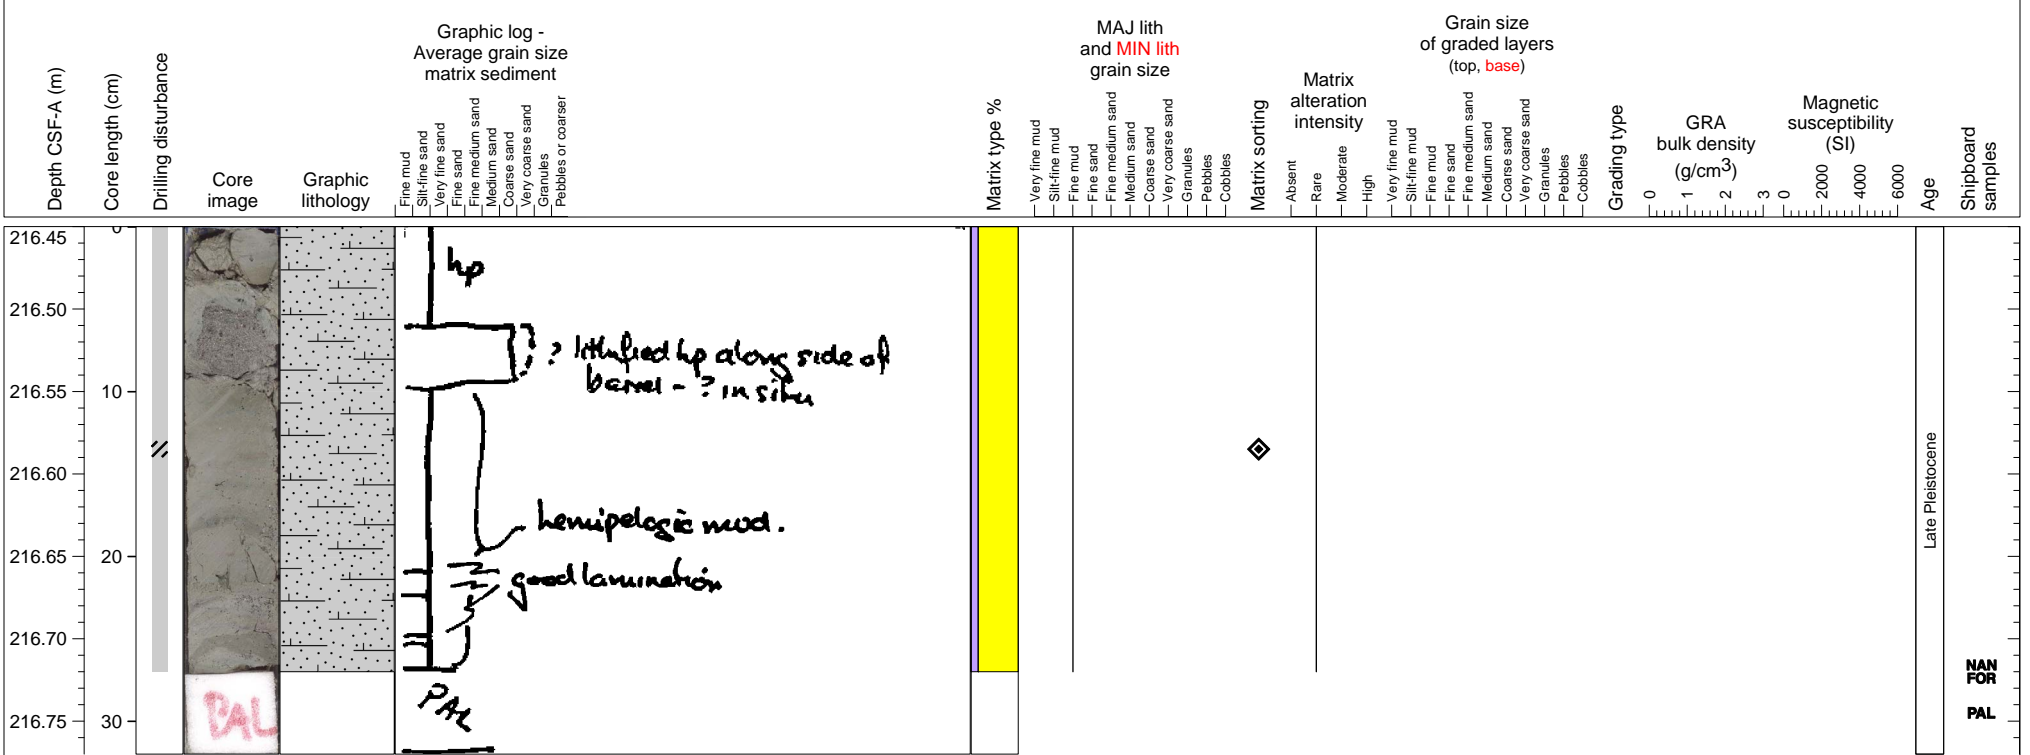 Depth CSF-A (m)
Core length (cm)
Drilling disturbance
Core
image
Graphic
lithology
Graphic log -
Average grain size
matrix sediment
Fine mud
Silt-fine sand
Very fine sand
Fine sand
Fine medium sand
Medium sand
Coarse sand
Very coarse sand
Granules
Pebbles or coarser
Matrix type %
MAJ lith
and MIN lith
grain size
Very fine mud
Silt-fine mud
Fine mud
Fine sand
Fine medium sand
Medium sand
Coarse sand
Very coarse sand
Granules
Pebbles
Cobbles
Matrix sorting
Matrix
alteration
intensity
Absent
Rare
Moderate
High
Grain size
of graded layers
(top, base)
Very fine mud
Silt-fine mud
Fine mud
Fine sand
Fine medium sand
Medium sand
Coarse sand
Very coarse sand
Granules
Pebbles
Cobbles
Grading type
GRA
bulk density
(g/cm3)
0 1 2 3
Magnetic
susceptibility
(SI)
0 2000 4000 6000
Age
Shipboard
samples
216.45
216.50
216.55
216.60
216.65
216.70
216.75
0
10
20
30
hp
? lithified hp along side of
barrel - ? in situ
hemipelagic mud.
good lamination
PAL
PAL
Late Pleistocene
NAN
FOR
PAL